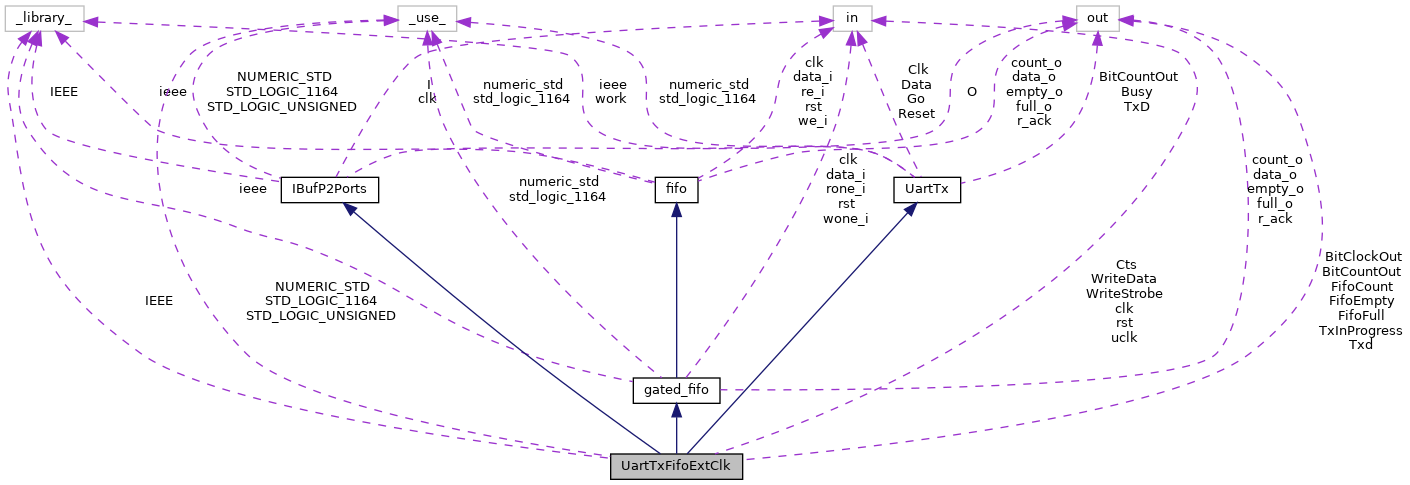 _library_
_use_
in
out
NUMERIC_STD
STD_LOGIC_1164
STD_LOGIC_UNSIGNED
IEEE
ieee
I
clk
numeric_std
std_logic_1164
ieee
work
numeric_std
std_logic_1164
clk
data_i
re_i
rst
we_i
Clk
Data
Go
Reset
O
count_o
data_o
empty_o
full_o
r_ack
BitCountOut
Busy
TxD
ieee
IBufP2Ports
numeric_std
std_logic_1164
fifo
clk
data_i
rone_i
rst
wone_i
UartTx
count_o
data_o
empty_o
full_o
r_ack
IEEE
NUMERIC_STD
STD_LOGIC_1164
STD_LOGIC_UNSIGNED
Cts
WriteData
WriteStrobe
clk
rst
uclk
BitClockOut
BitCountOut
FifoCount
FifoEmpty
FifoFull
TxInProgress
Txd
gated_fifo
UartTxFifoExtClk